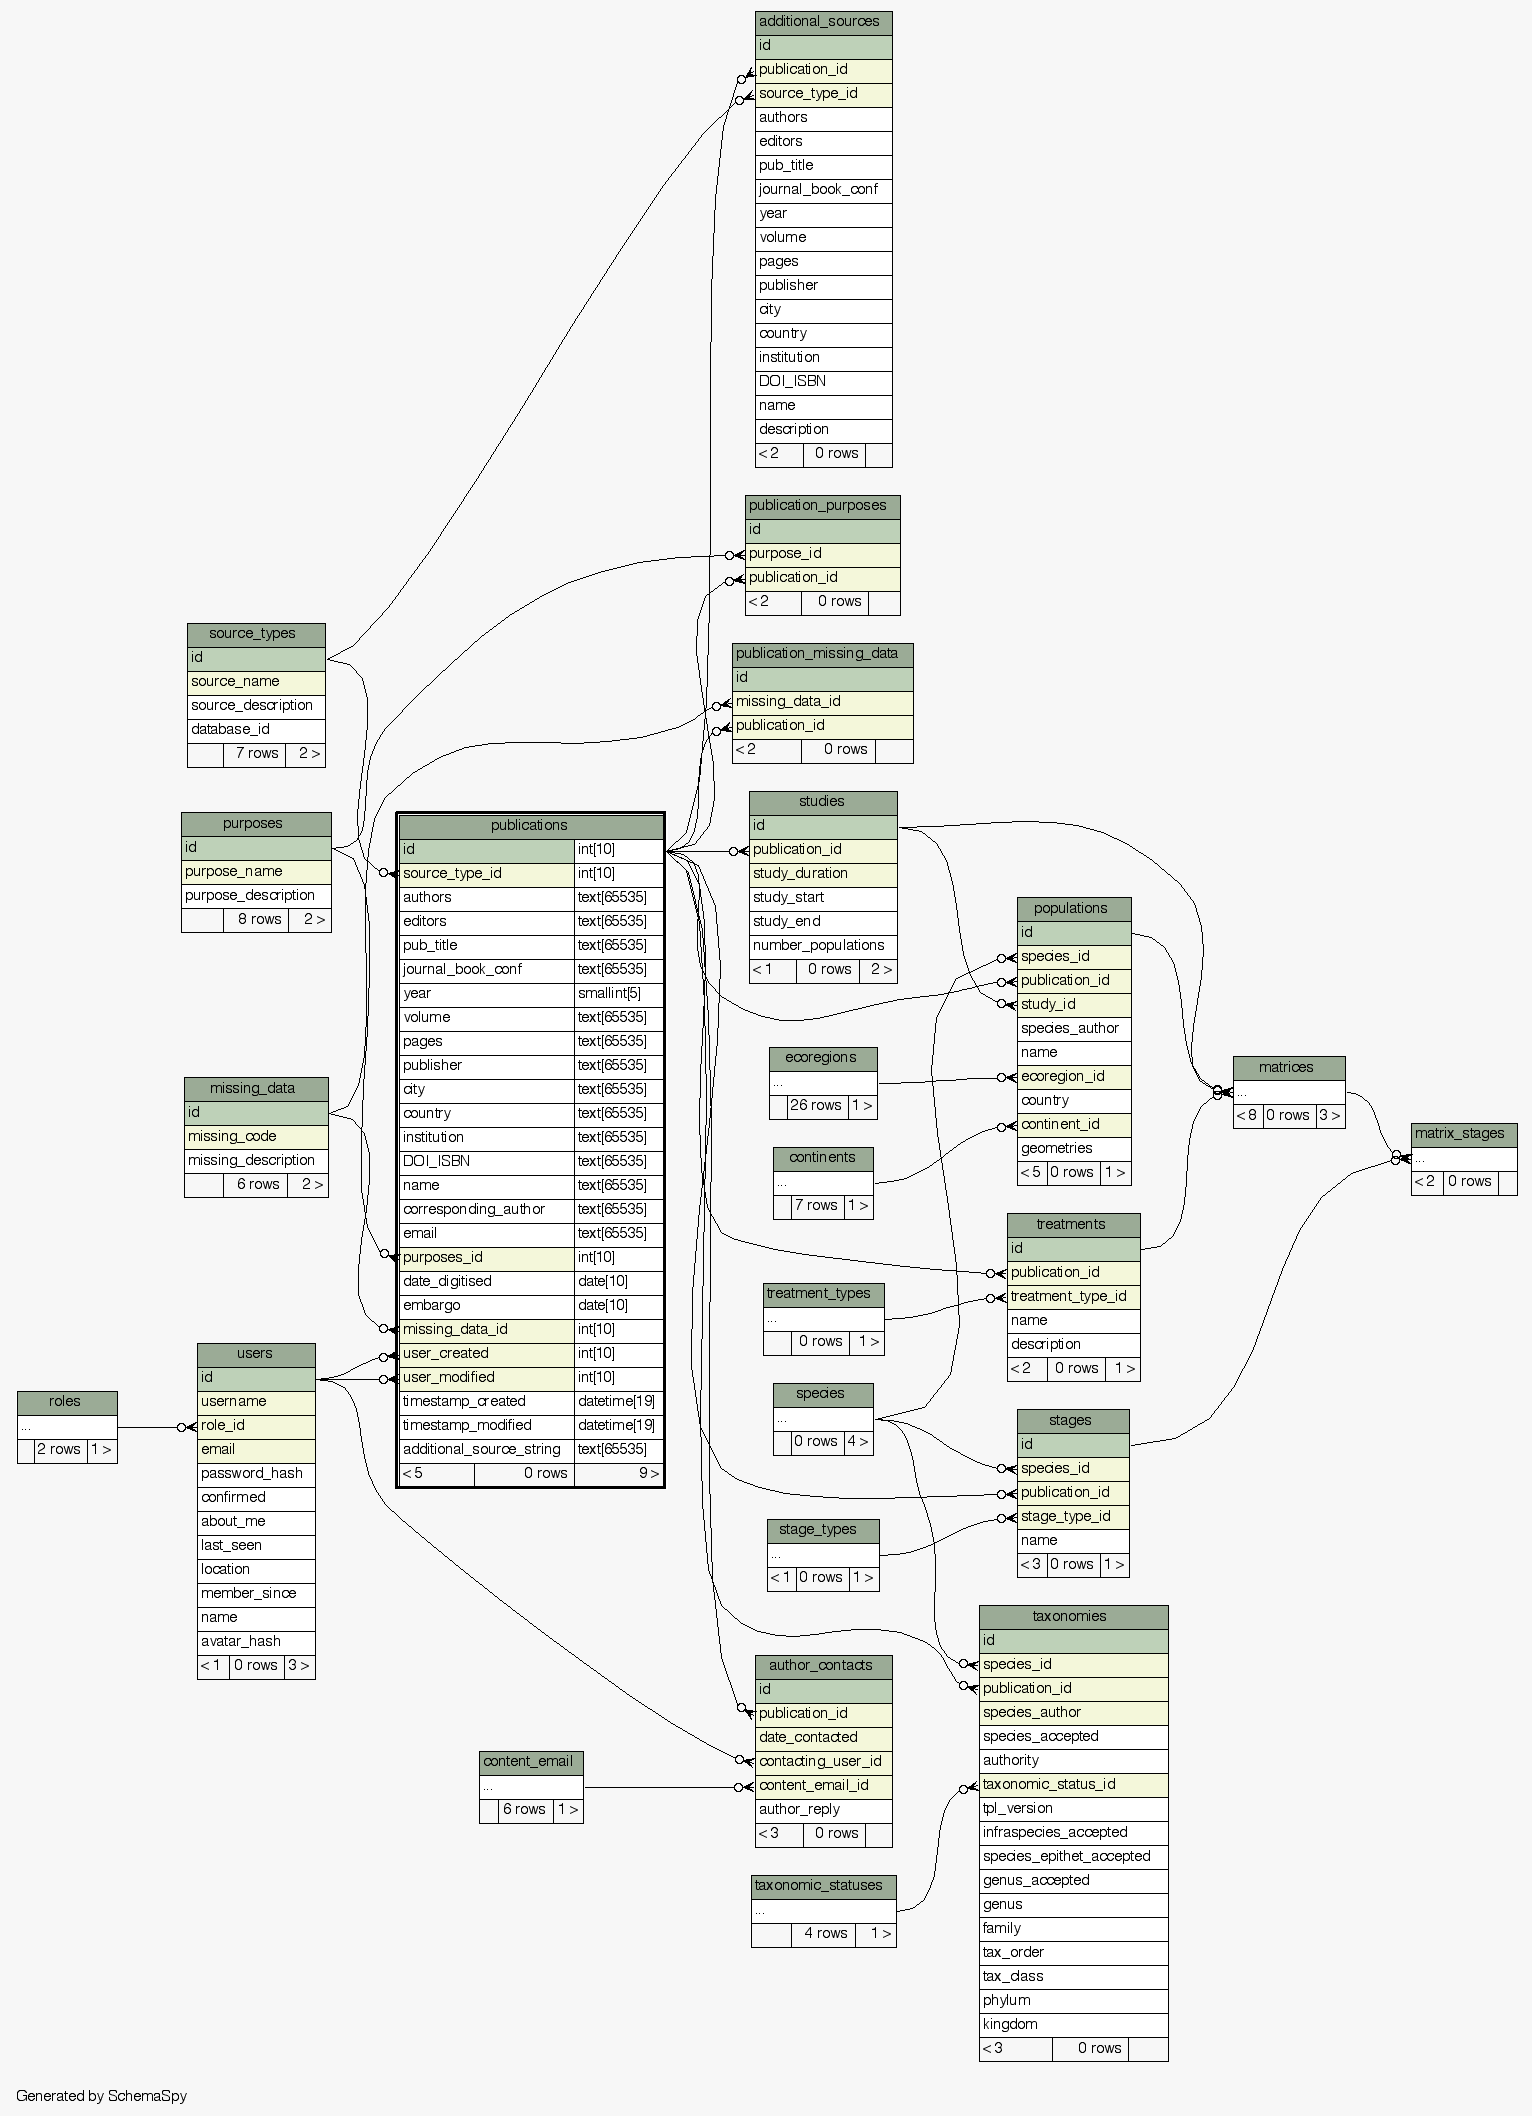 additional_sources
id
publication_id
source_type_id
authors
editors
pub_title
journal_book_conf
year
volume
pages
publisher
city
country
institution
DOI_ISBN
name
description
< 2 0 rows
publication_purposes
id
purpose_id
publication_id
< 2 0 rows
source_types
id
source_name
source_description
database_id
7 rows 2 >
publication_missing_data
id
missing_data_id
publication_id
< 2 0 rows
purposes
id
purpose_name
purpose_description
8 rows 2 >
missing_data
id
missing_code
missing_description
6 rows 2 >
publications
id int[10]
source_type_id int[10]
authors text[65535]
editors text[65535]
pub_title text[65535]
journal_book_conf text[65535]
year smallint[5]
volume text[65535]
pages text[65535]
publisher text[65535]
city text[65535]
country text[65535]
institution text[65535]
DOI_ISBN text[65535]
name text[65535]
corresponding_author text[65535]
email text[65535]
purposes_id int[10]
date_digitised date[10]
embargo date[10]
missing_data_id int[10]
user_created int[10]
user_modified int[10]
timestamp_created datetime[19]
timestamp_modified datetime[19]
additional_source_string text[65535]
< 5 0 rows 9 >
studies
id
publication_id
study_duration
study_start
study_end
number_populations
< 1 0 rows 2 >
populations
id
species_id
publication_id
study_id
species_author
name
ecoregion_id
country
continent_id
geometries
< 5 0 rows 1 >
ecoregions
...
26 rows 1 >
continents
...
7 rows 1 >
matrices
...
< 8 0 rows 3 >
matrix_stages
...
< 2 0 rows
treatments
id
publication_id
treatment_type_id
name
description
< 2 0 rows 1 >
treatment_types
...
0 rows 1 >
species
...
0 rows 4 >
roles
...
2 rows 1 >
users
id
username
role_id
email
password_hash
confirmed
about_me
last_seen
location
member_since
name
avatar_hash
< 1 0 rows 3 >
stages
id
species_id
publication_id
stage_type_id
name
< 3 0 rows 1 >
stage_types
...
< 1 0 rows 1 >
taxonomies
id
species_id
publication_id
species_author
species_accepted
authority
taxonomic_status_id
tpl_version
infraspecies_accepted
species_epithet_accepted
genus_accepted
genus
family
tax_order
tax_class
phylum
kingdom
< 3 0 rows
author_contacts
id
publication_id
date_contacted
contacting_user_id
content_email_id
author_reply
< 3 0 rows
content_email
...
6 rows 1 >
taxonomic_statuses
...
4 rows 1 >
Generated by SchemaSpy